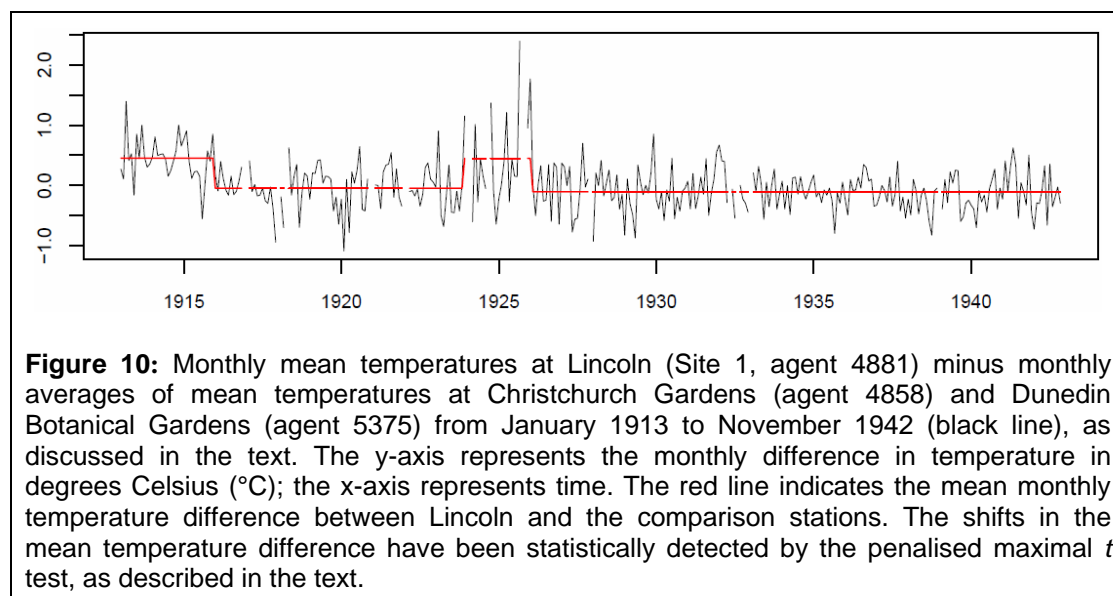 2.0
1.0
0.0
−1.0
1915 1920 1925 1930 1935 1940
Figure 10: Monthly mean temperatures at Lincoln (Site 1, agent 4881) minus monthly
averages of mean temperatures at Christchurch Gardens (agent 4858) and Dunedin
Botanical Gardens (agent 5375) from January 1913 to November 1942 (black line), as
discussed in the text. The y-axis represents the monthly difference in temperature in
degrees Celsius (°C); the x-axis represents time. The red line indicates the mean monthly
temperature difference between Lincoln and the comparison stations. The shifts in the
mean temperature difference have been statistically detected by the penalised maximal t
test, as described in the text.